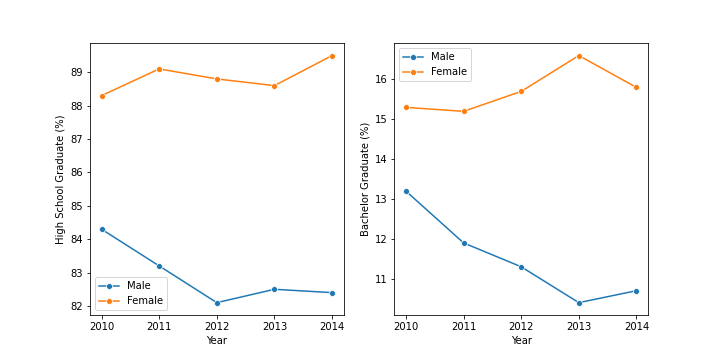 High School Graduate (%)
89
88
87
86
85
84
83
82
Male
Female
2010 2011 2012 2013 2014
Year
Bachelor Graduate (%)
16
15
14
13
12
11
Male
Female
2010 2011 2012 2013 2014
Year